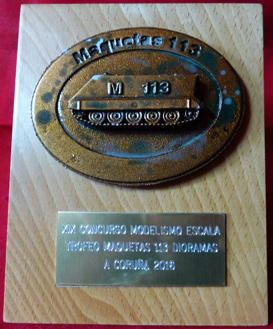 Maquetas 113
M 113
XIX CONCURSO MODELISMO ESCALA
TROFEO MAQUETAS 113 DIORAMAS
A CORUÑA 2016